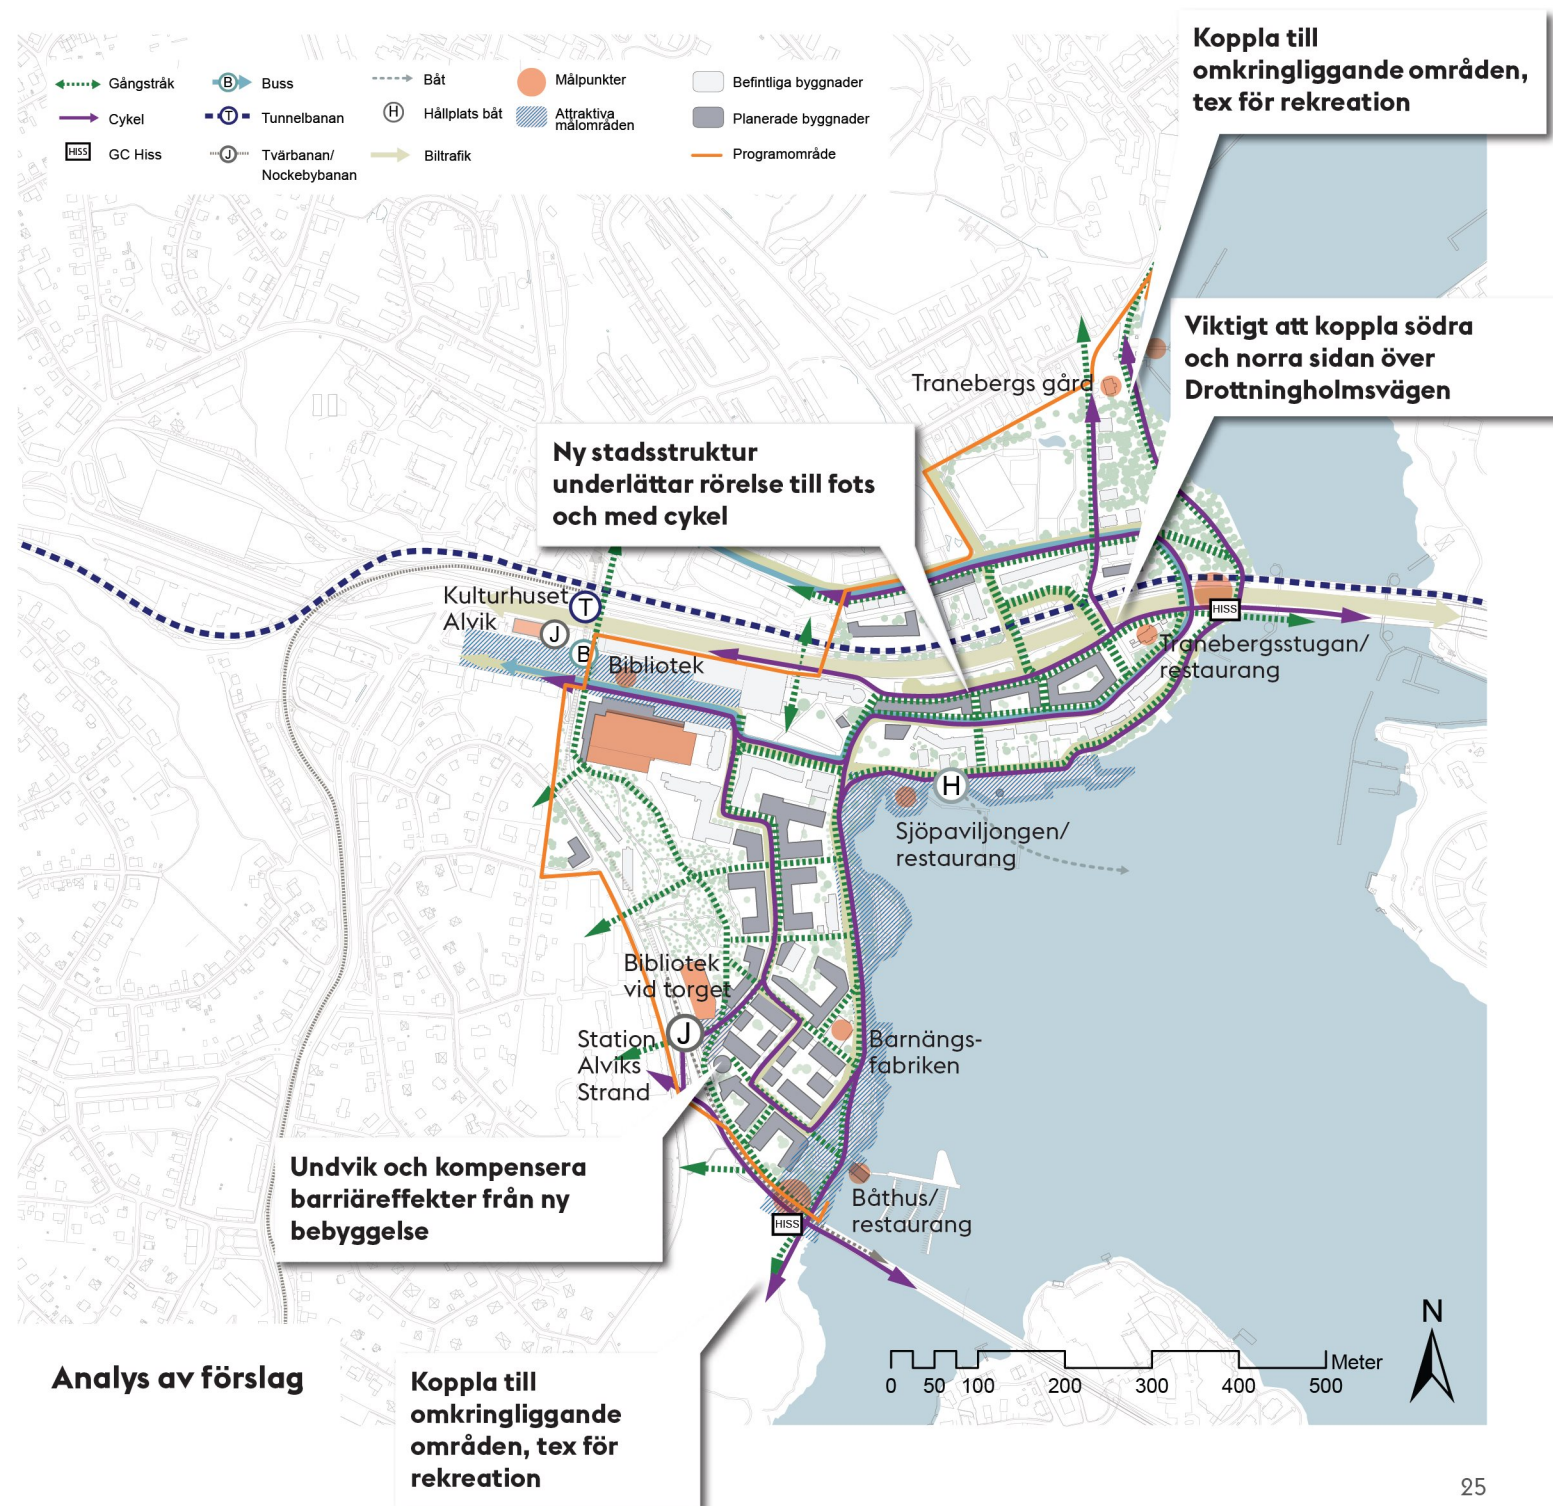 Koppla till
omkringliggande områden,
tex för rekreation
Gångstråk
Cykel
HISS GC Hiss
B Buss
T Tunnelbanan
J Tvärbanan/
Nockebybanan
Båt
H Hållplats båt
Biltrafik
Målpunkter
Attraktiva
målområden
Befintliga byggnader
Planerade byggnader
Programområde
Viktigt att koppla södra
och norra sidan över
Drottningholmsvägen
Tranebergs gård
Ny stadsstruktur
underlättar rörelse till fots
och med cykel
Kulturhuset
Alvik
T
J
B
Bibliotek
HISS
Tranebergsstugan/
restaurang
H
Sjöpaviljongen/
restaurang
Bibliotek
vid torget
J
Station
Alviks
Strand
Barnängs-
fabriken
Undvik och kompensera
barriäreffekter från ny
bebyggelse
Båthus/
restaurang
HISS
Analys av förslag
Koppla till
omkringliggande
områden, tex för
rekreation
N
Meter
0 50 100 200 300 400 500
25